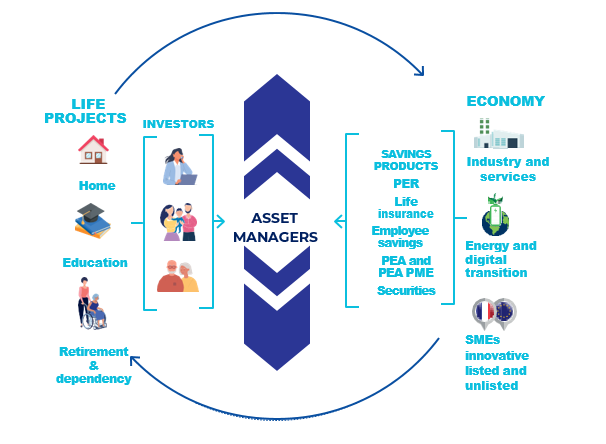 LIFE
PROJECTS
Home
Education
Retirement
&
dependency
INVESTORS
ASSET
MANAGERS
SAVINGS
PRODUCTS
PER
Life
insurance
Employee
savings
PEA and
PEA PME
Securities
ECONOMY
Industry and
services
Energy and
digital
transition
SMEs
innovative
listed and
unlisted